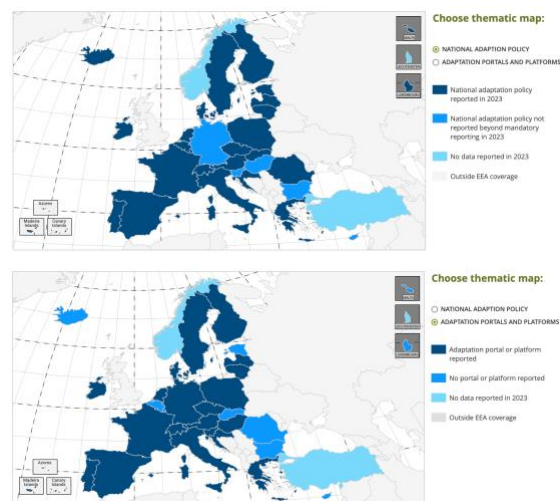 Choose thematic map:
NATIONAL ADAPTION POLICY
ADAPTATION PORTALS AND PLATFORMS
National adaptation policy
reported in 2023
National adaptation policy not
reported beyond mandatory
reporting in 2023
No data reported in 2023
Outside EEA coverage
Azores
Madeira
Islands
Canary
Islands
Choose thematic map:
NATIONAL ADAPTION POLICY
ADAPTATION PORTALS AND PLATFORMS
Adaptation portal or platform
reported
No portal or platform reported
No data reported in 2023
Outside EEA coverage
Azores
Madeira
Islands
Canary
Islands